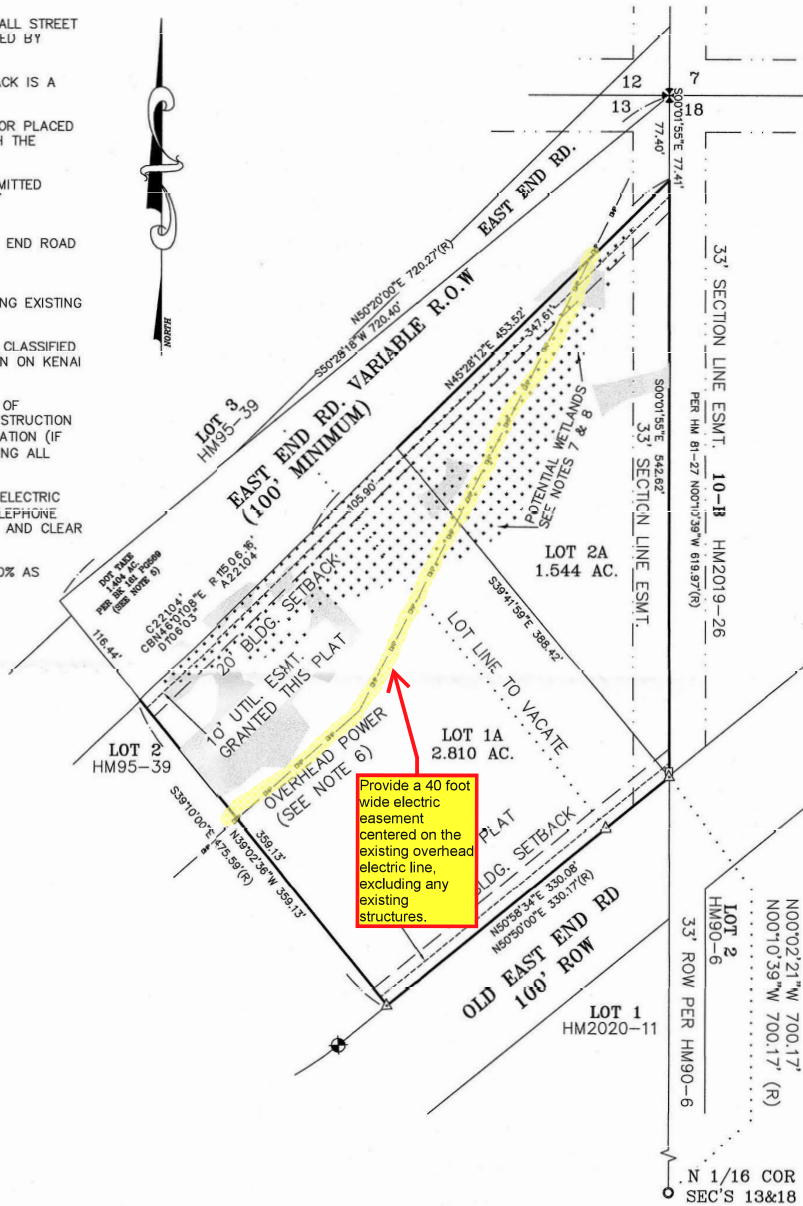 ALL STREET
ED BY
ACK IS A
OR PLACED
H THE
MITTED
END ROAD
NG EXISTING
CLASSIFIED
N ON KENAI
OF
STRUCTION
ATION (IF
NG ALL
ELECTRIC
LEPHONE
AND CLEAR
0% AS
NORTH
12
7
13
18
S00°01'55"E 77.41'
77.40'
EAST END RD.
N50°20'00"E 720.27'(R)
S50°28'18"W 720.40'
EAST END RD. VARIABLE R.O.W
(100' MINIMUM)
LOT 3
HM95-39
N45°28'12"E 453.52'
347.61'
105.90'
33' SECTION LINE ESMT. 10-B HM2019-26
PER HM 81-27 N00°10'39"W 619.97'(R)
S00°01'55"E 542.62'
33' SECTION LINE ESMT.
POTENTIAL WETLANDS
SEE NOTES 7 & 8
LOT 2A
1.544 AC.
S39°41'59"E 388.42'
DOT TAKE
1.404 AC.
PER BK 161 PG509
(SEE NOTE 5)
116.44'
C22104'
R 11506.16'
CBN46°01'08"E
A22104'
DT0603'
20' BLDG. SETBACK
10' UTIL. ESMT.
GRANTED THIS PLAT
OHP
LOT LINE TO VACATE
LOT 2
HM95-39
OVERHEAD POWER
(SEE NOTE 6)
LOT 1A
2.810 AC.
Provide a 40 foot
wide electric
easement
centered on the
existing overhead
electric line,
excluding any
existing
structures.
PLAT
BLDG. SETBACK
359.13'
N39°02'36"W 359.13'
S39°10'00"E 475.59'(R)
N50°58'34"E 330.08'
N50°50'00"E 330.17'(R)
OLD EAST END RD
100' ROW
LOT 1
HM2020-11
LOT 2
HM90-6
33' ROW PER HM90-6
N00°02'21"W 700.17'
N00°10'39"W 700.17' (R)
N 1/16 COR
SEC'S 13&18